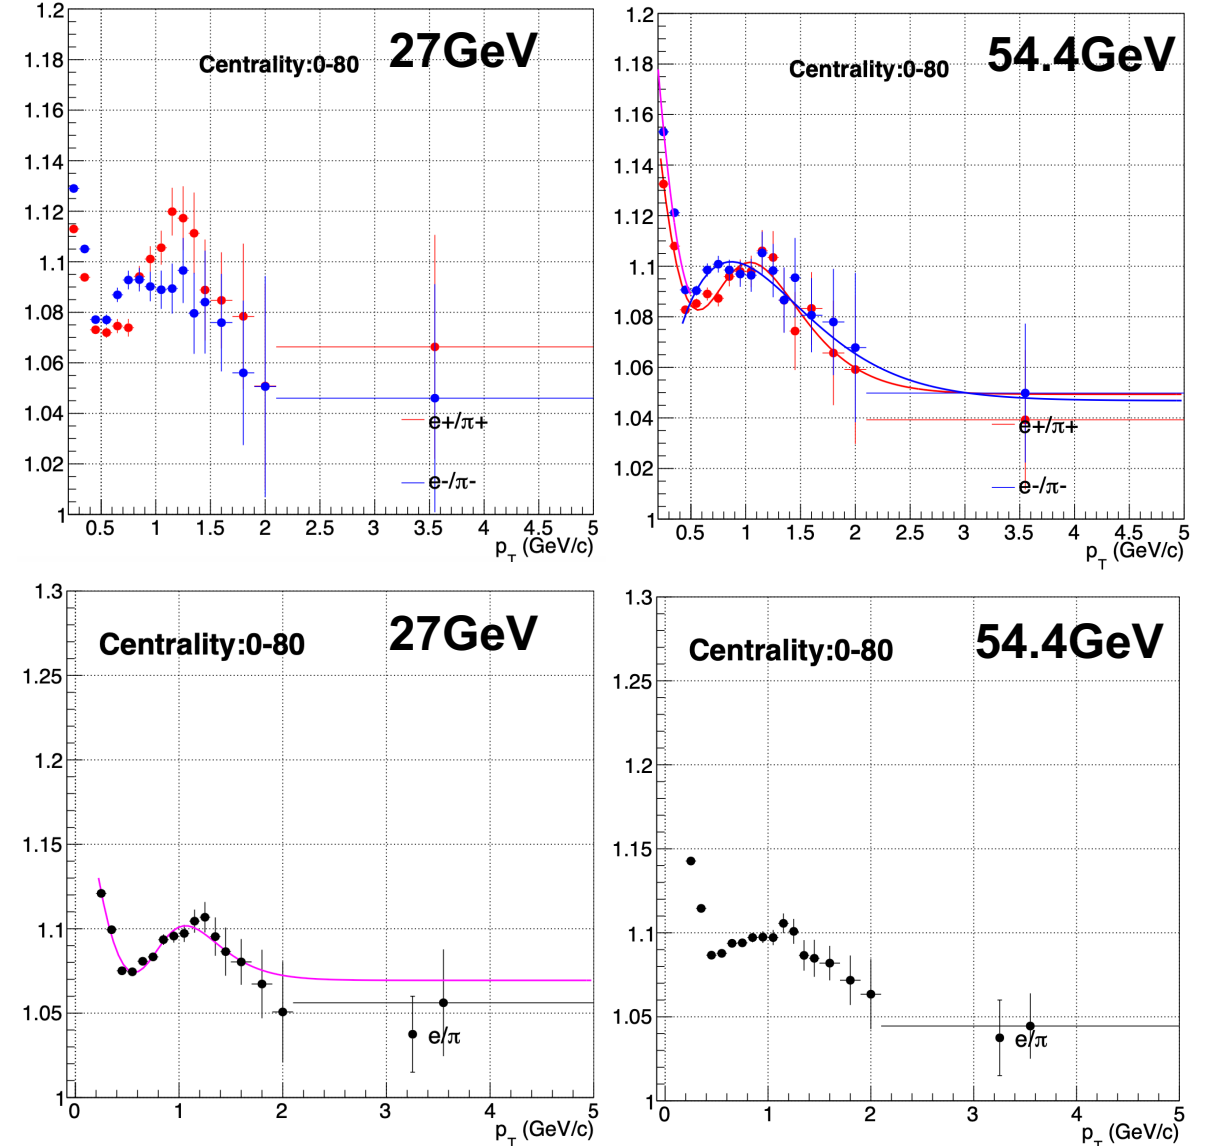 1.2
1.18
1.16
1.14
1.12
1.1
1.08
1.06
1.04
1.02
1
Centrality:0-80
27GeV
e+/π+
e-/π-
0.5 1 1.5 2 2.5 3 3.5 4 4.5 5
p_T (GeV/c)
1.2
1.18
1.16
1.14
1.12
1.1
1.08
1.06
1.04
1.02
1
Centrality:0-80
54.4GeV
e+/π+
e-/π-
0.5 1 1.5 2 2.5 3 3.5 4 4.5 5
p_T (GeV/c)
1.3
1.25
1.2
1.15
1.1
1.05
1
Centrality:0-80
27GeV
e/π
0 1 2 3 4 5
p_T (GeV/c)
1.3
1.25
1.2
1.15
1.1
1.05
1
Centrality:0-80
54.4GeV
e/π
0 1 2 3 4 5
p_T (GeV/c)